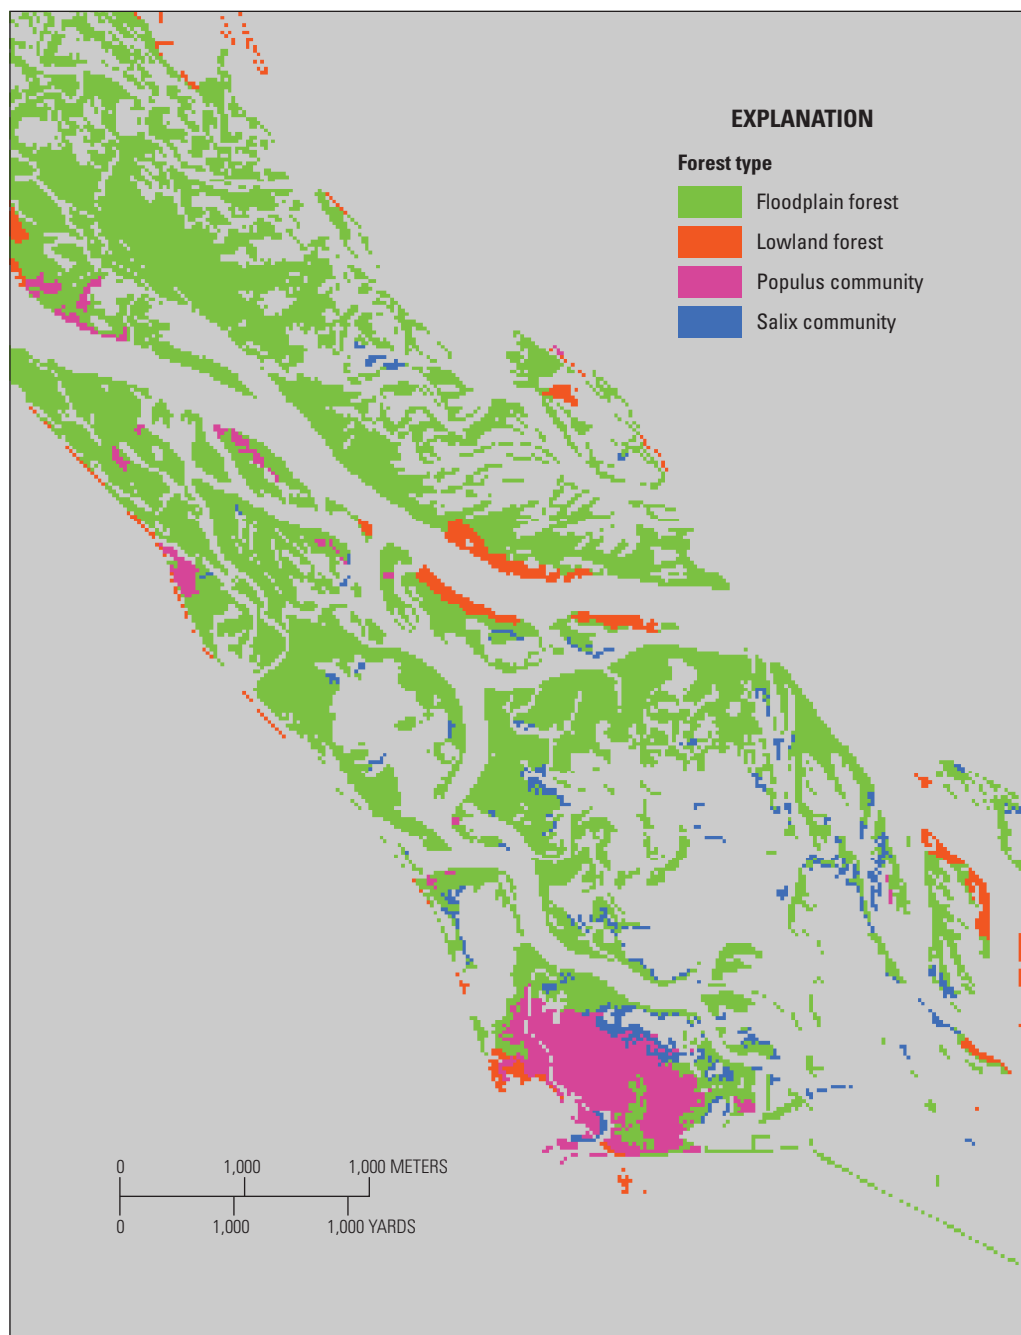 EXPLANATION
Forest type
Floodplain forest
Lowland forest
Populus community
Salix community
0 1,000 1,000 METERS
0 1,000 1,000 YARDS